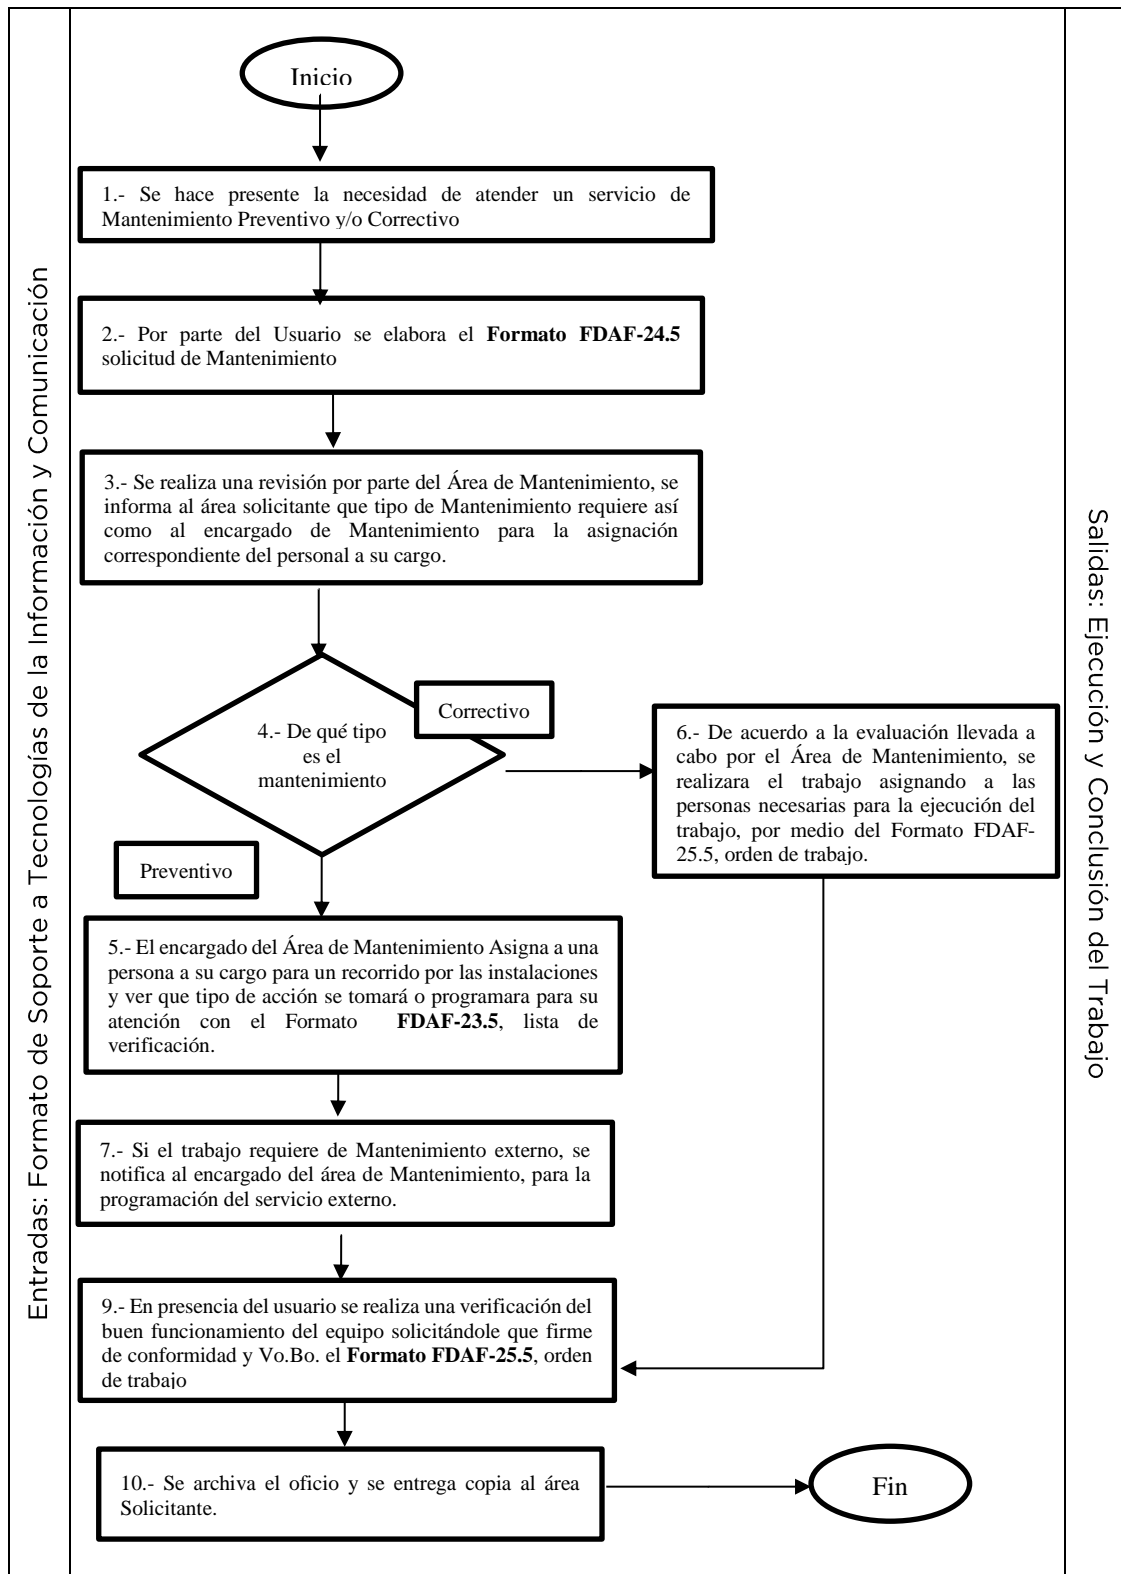 Entradas: Formato de Soporte a Tecnologías de la Información y Comunicación
Inicio
1.- Se hace presente la necesidad de atender un servicio de
Mantenimiento Preventivo y/o Correctivo
2.- Por parte del Usuario se elabora el Formato FDAF-24.5
solicitud de Mantenimiento
3.- Se realiza una revisión por parte del Área de Mantenimiento, se
informa al área solicitante que tipo de Mantenimiento requiere así
como al encargado de Mantenimiento para la asignación
correspondiente del personal a su cargo.
4.- De qué tipo
es el
mantenimiento
Correctivo
6.- De acuerdo a la evaluación llevada a
cabo por el Área de Mantenimiento, se
realizara el trabajo asignando a las
personas necesarias para la ejecución del
trabajo, por medio del Formato FDAF-
25.5, orden de trabajo.
Preventivo
5.- El encargado del Área de Mantenimiento Asigna a una
persona a su cargo para un recorrido por las instalaciones
y ver que tipo de acción se tomará o programara para su
atención con el Formato FDAF-23.5, lista de
verificación.
7.- Si el trabajo requiere de Mantenimiento externo, se
notifica al encargado del área de Mantenimiento, para la
programación del servicio externo.
9.- En presencia del usuario se realiza una verificación del
buen funcionamiento del equipo solicitándole que firme
de conformidad y Vo.Bo. el Formato FDAF-25.5, orden
de trabajo
10.- Se archiva el oficio y se entrega copia al área
Solicitante.
Fin
Salidas: Ejecución y Conclusión del Trabajo